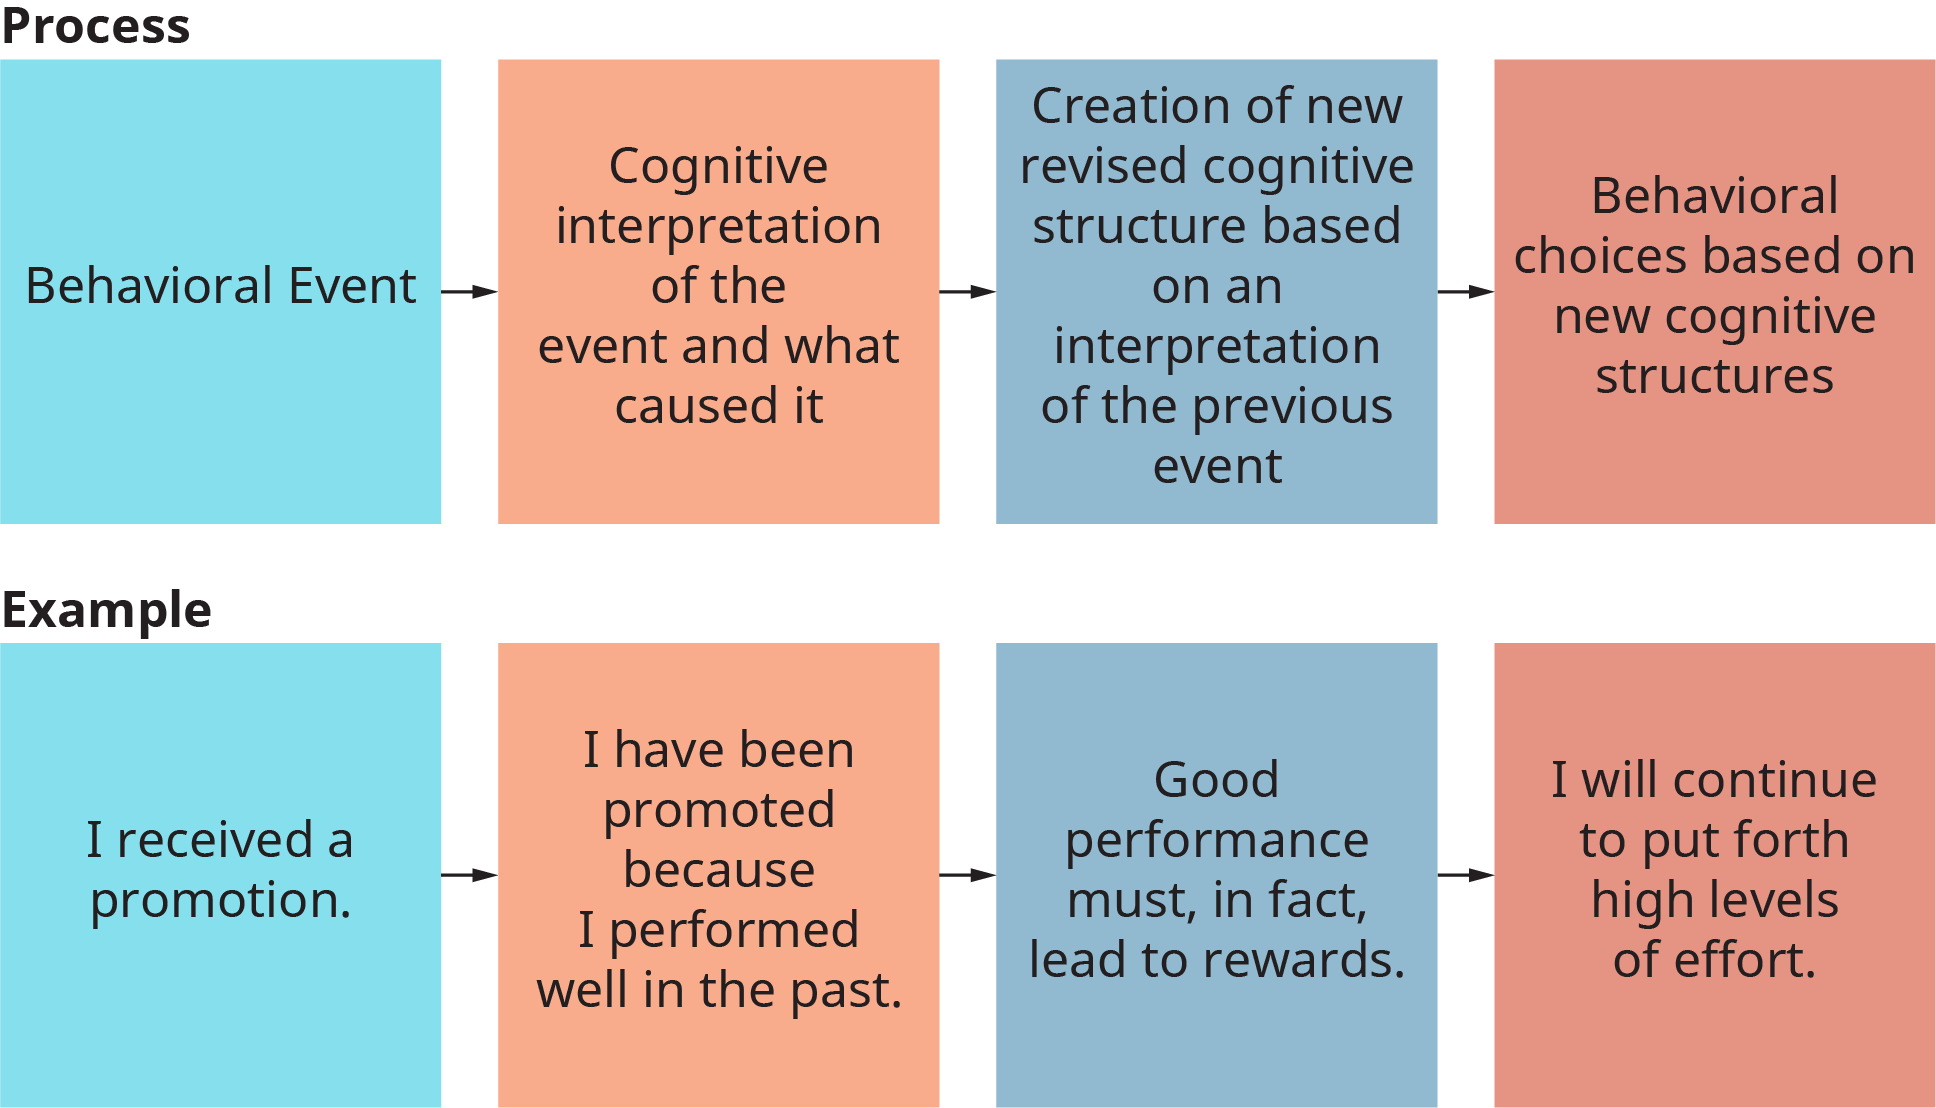 Process
Behavioral Event
Cognitive
interpretation
of the
event and what
caused it
Creation of new
revised cognitive
structure based
on an
interpretation
of the previous
event
Behavioral
choices based on
new cognitive
structures
Example
I received a
promotion.
I have been
promoted
because
I performed
well in the past.
Good
performance
must, in fact,
lead to rewards.
I will continue
to put forth
high levels
of effort.